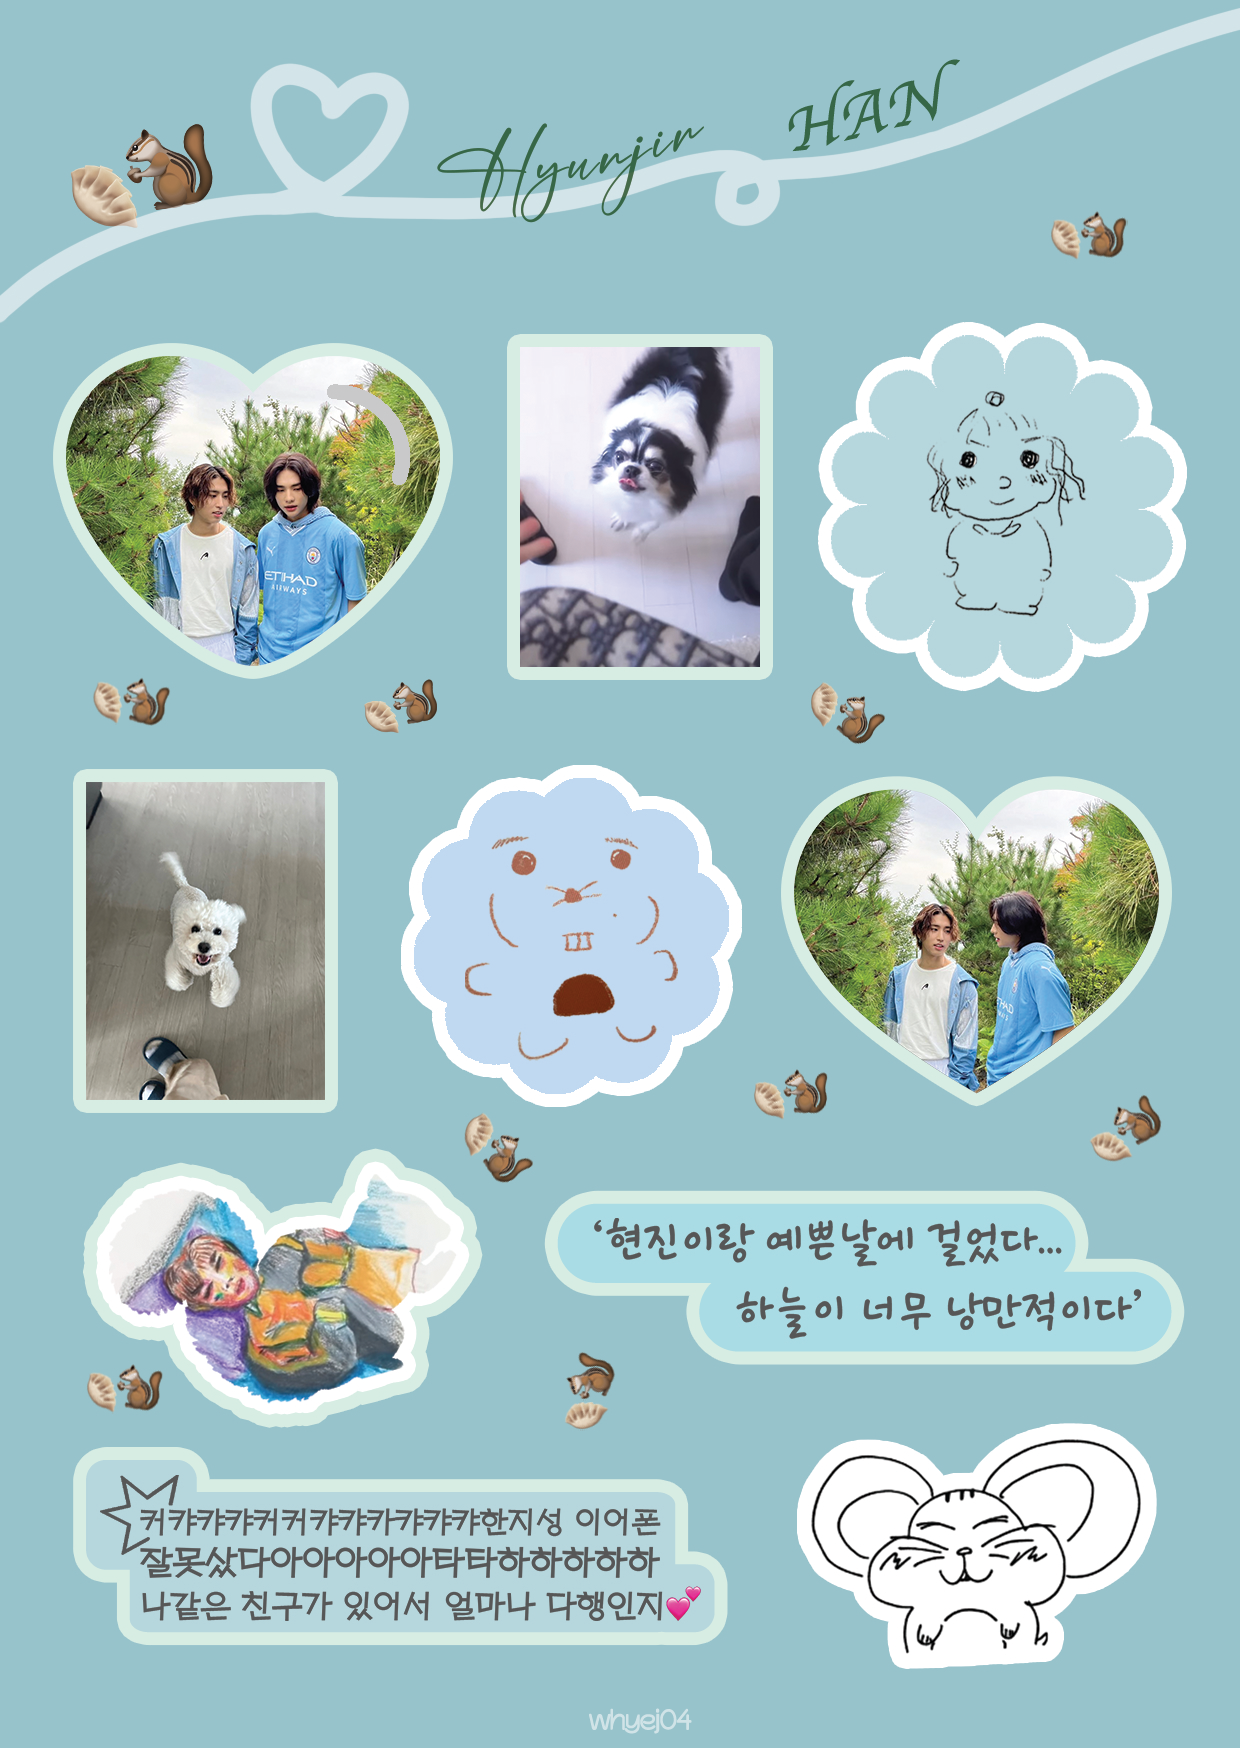 Hyunjin
HAN
ETIHAD
AIRWAYS
‘현진이랑 예쁜날에 걸었다...
하늘이 너무 낭만적이다’
커캬캬캬커커캬캬카캬캬캬한지성 이어폰
잘못샀다아아아아아타타하하하하하
나같은 친구가 있어서 얼마나 다행인지💕
whyej04